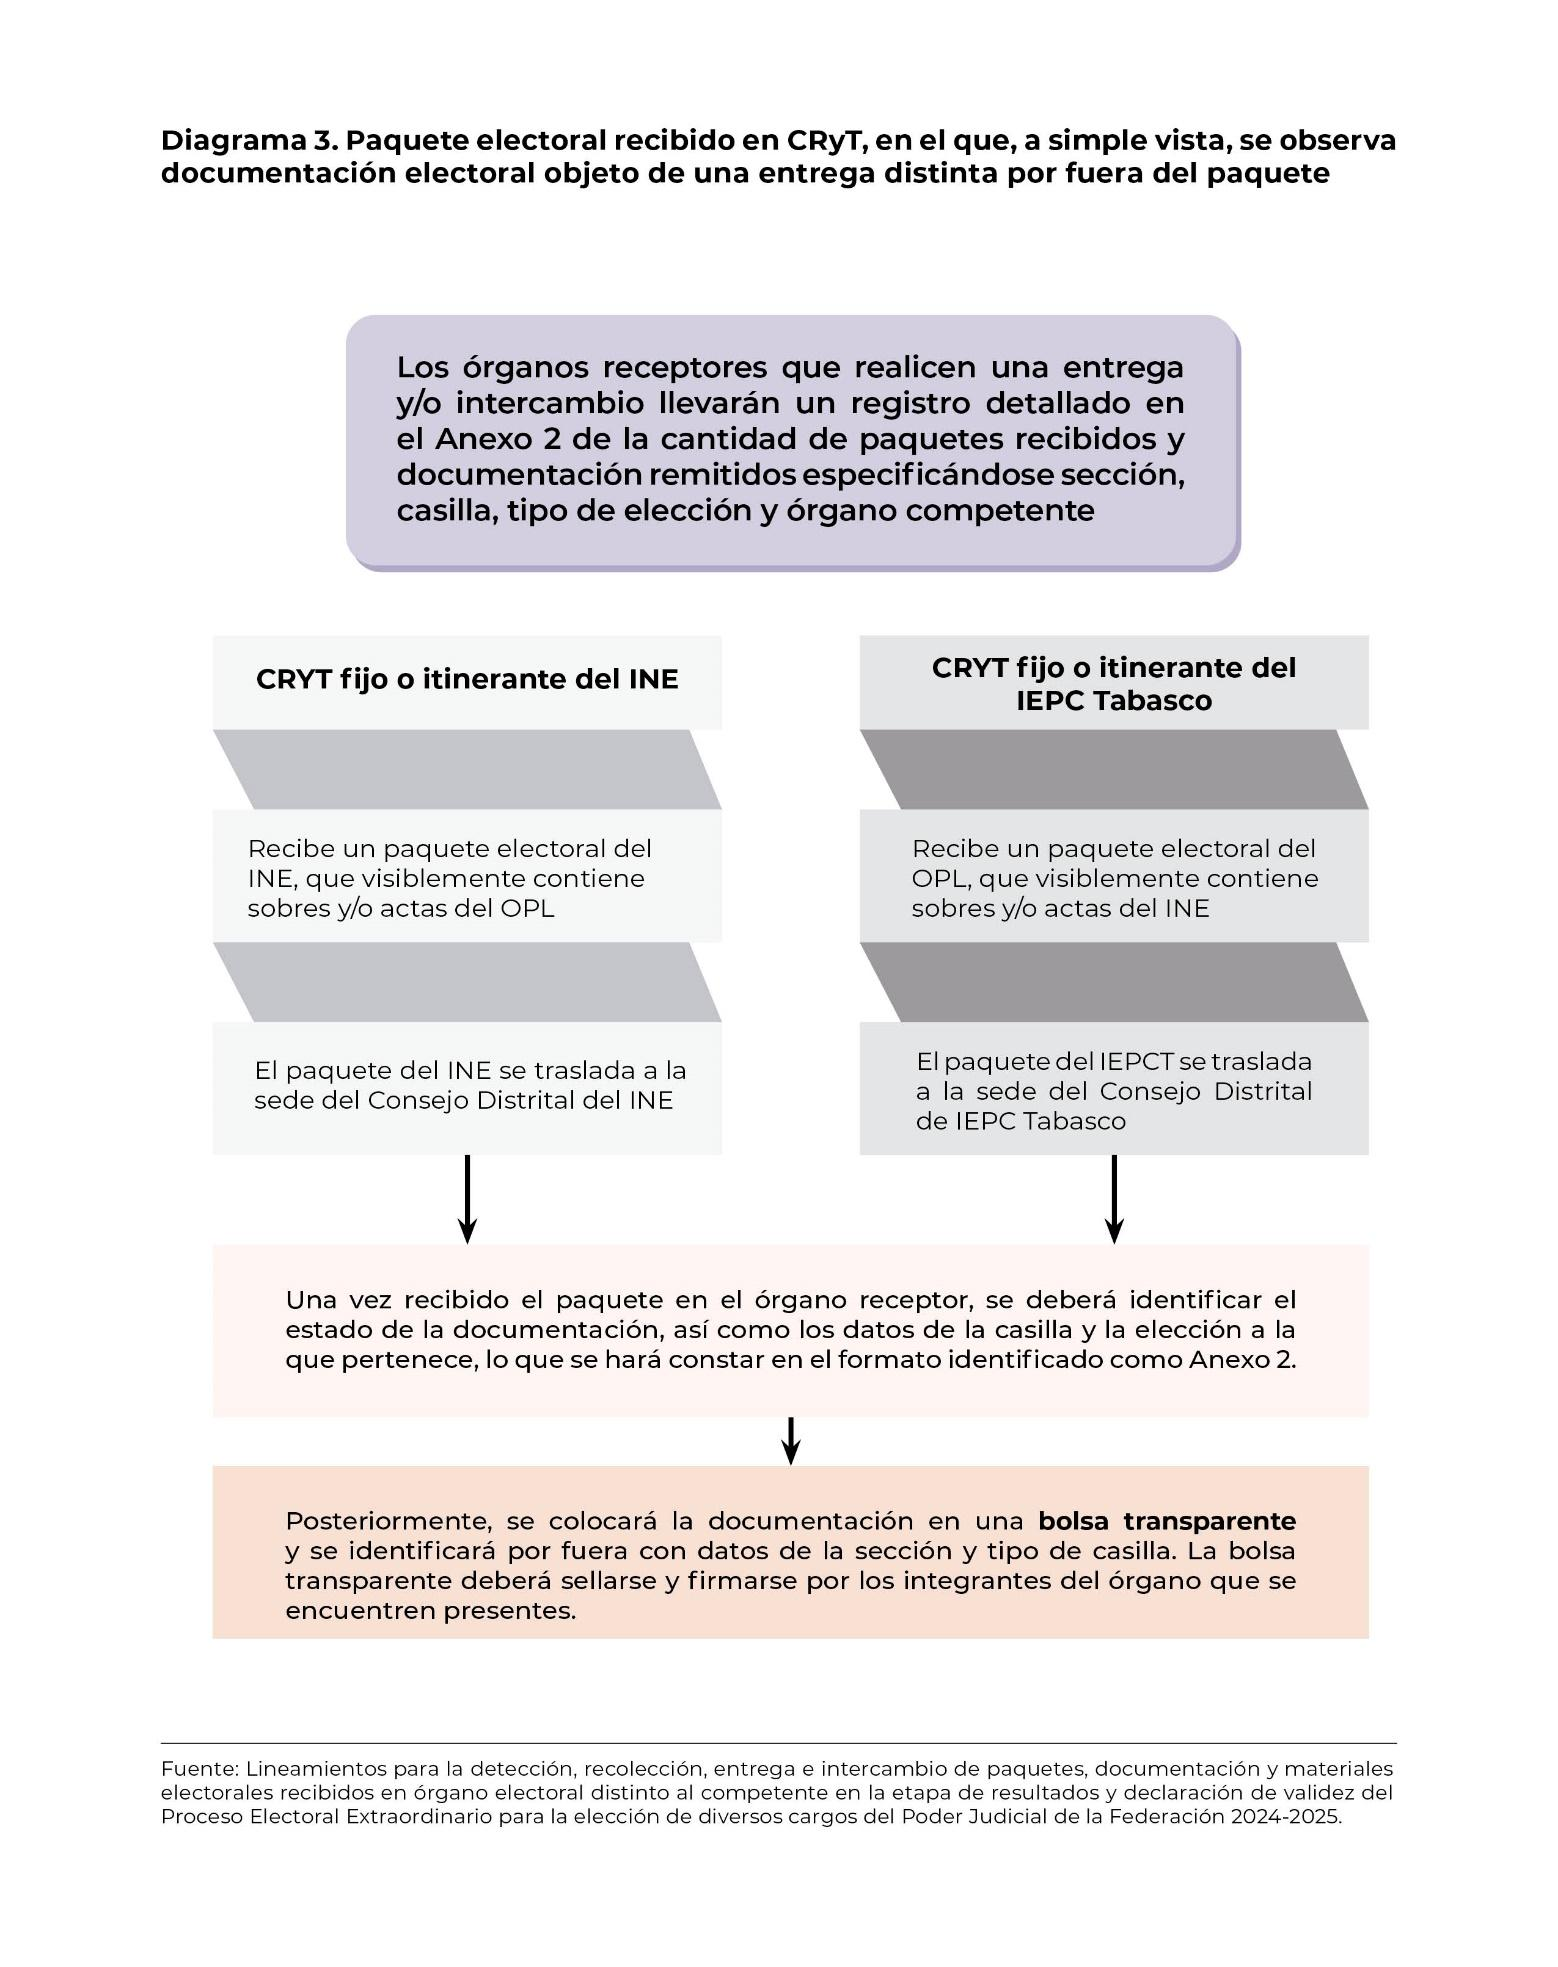 Diagrama 3. Paquete electoral recibido en CRyT, en el que, a simple vista, se observa
documentación electoral objeto de una entrega distinta por fuera del paquete
Los órganos receptores que realicen una entrega
y/o intercambio llevarán un registro detallado en
el Anexo 2 de la cantidad de paquetes recibidos y
documentación remitidos especificándose sección,
casilla, tipo de elección y órgano competente
CRYT fijo o itinerante del INE
Recibe un paquete electoral del
INE, que visiblemente contiene
sobres y/o actas del OPL
El paquete del INE se traslada a la
sede del Consejo Distrital del INE
CRYT fijo o itinerante del
IEPC Tabasco
Recibe un paquete electoral del
OPL, que visiblemente contiene
sobres y/o actas del INE
El paquete del IEPCT se traslada
a la sede del Consejo Distrital
de IEPC Tabasco
Una vez recibido el paquete en el órgano receptor, se deberá identificar el
estado de la documentación, así como los datos de la casilla y la elección a la
que pertenece, lo que se hará constar en el formato identificado como Anexo 2.
Posteriormente, se colocará la documentación en una bolsa transparente
y se identificará por fuera con datos de la sección y tipo de casilla. La bolsa
transparente deberá sellarse y firmarse por los integrantes del órgano que se
encuentren presentes.
Fuente: Lineamientos para la detección, recolección, entrega e intercambio de paquetes, documentación y materiales
electorales recibidos en órgano electoral distinto al competente en la etapa de resultados y declaración de validez del
Proceso Electoral Extraordinario para la elección de diversos cargos del Poder Judicial de la Federación 2024-2025.